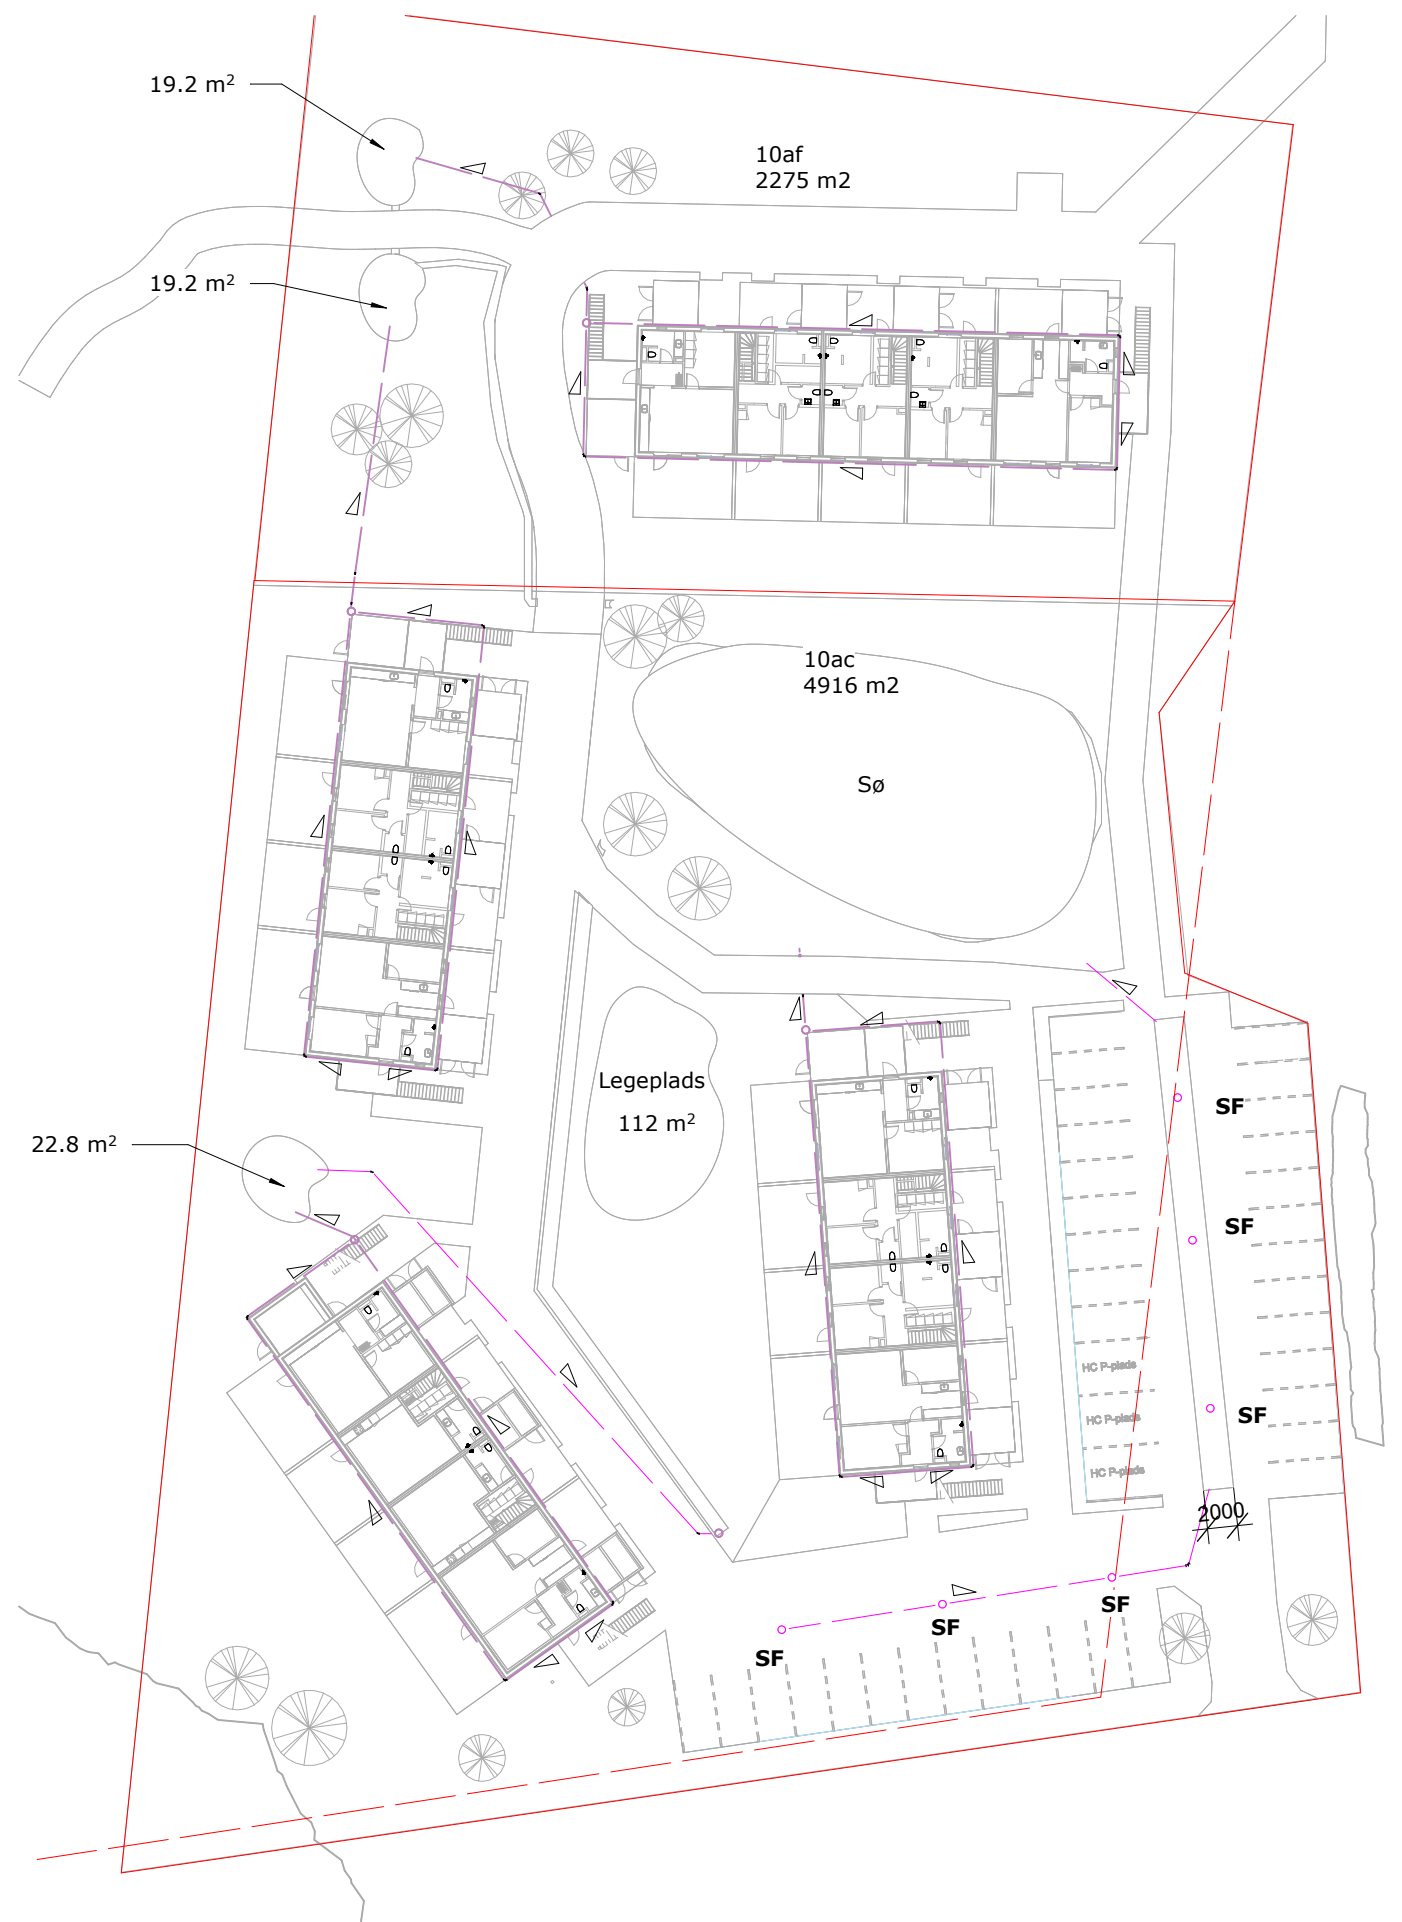 19.2 m²
10af
2275 m2
19.2 m²
10ac
4916 m2
Sø
Legeplads
112 m²
SF
22.8 m²
SF
HC P-plads
SF
HC P-plads
HC P-plads
2000
SF
SF
SF